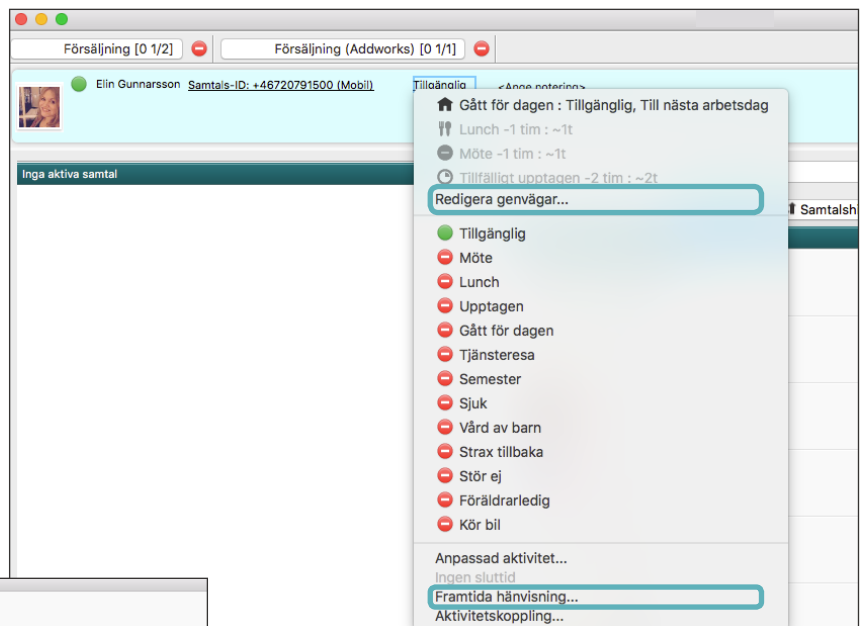 Försäljning [0 1/2]
Försäljning (Addworks) [0 1/1]
Elin Gunnarsson Samtals-ID: +46720791500 (Mobil) Tillgänglig <Ange notering>
Gått för dagen : Tillgänglig, Till nästa arbetsdag
Lunch -1 tim : ~1t
Möte -1 tim : ~1t
Tillfälligt upptagen -2 tim : ~2t
Inga aktiva samtal
Redigera genvägar...
Samtalsh
Tillgänglig
Möte
Lunch
Upptagen
Gått för dagen
Tjänsteresa
Semester
Sjuk
Vård av barn
Strax tillbaka
Stör ej
Föräldrarledig
Kör bil
Anpassad aktivitet...
Ingen sluttid
Framtida hänvisning...
Aktivitetskoppling...